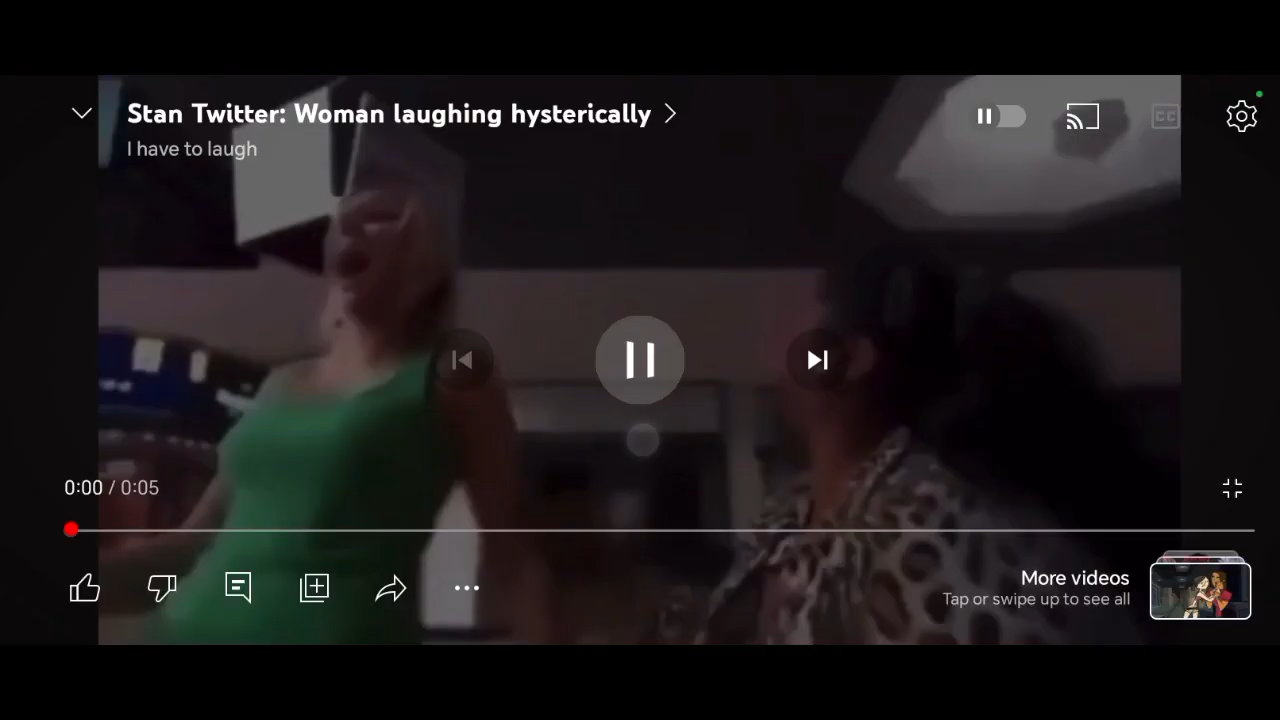 Stan Twitter: Woman laughing hysterically
I have to laugh
CC
0:00 / 0:05
More videos
Tap or swipe up to see all